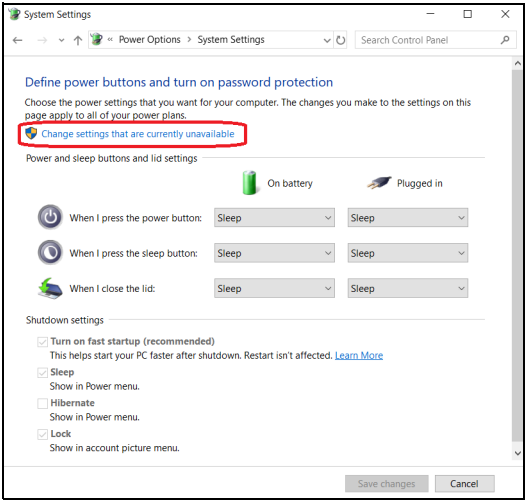 System Settings
« Power Options > System Settings
Search Control Panel
Define power buttons and turn on password protection
Choose the power settings that you want for your computer. The changes you make to the settings on this
page apply to all of your power plans.
Change settings that are currently unavailable
Power and sleep buttons and lid settings
On battery
Plugged in
When I press the power button:
Sleep
Sleep
When I press the sleep button:
Sleep
Sleep
When I close the lid:
Sleep
Sleep
Shutdown settings
Turn on fast startup (recommended)
This helps start your PC faster after shutdown. Restart isn't affected. Learn More
Sleep
Show in Power menu.
Hibernate
Show in Power menu.
Lock
Show in account picture menu.
Save changes
Cancel